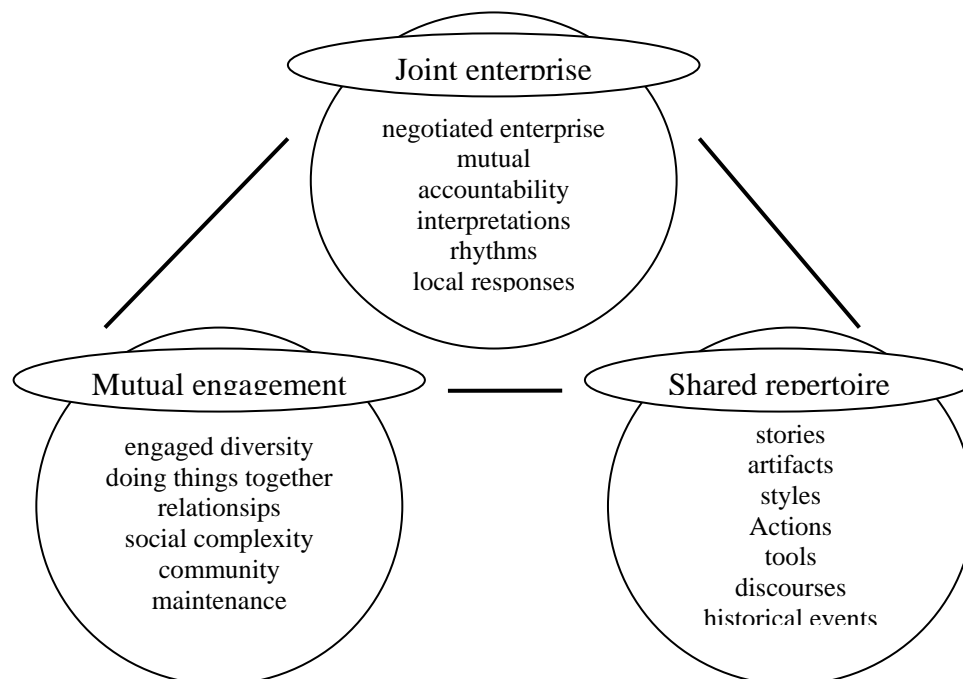 Joint enterprise
negotiated enterprise
mutual
accountability
interpretations
rhythms
local responses
Mutual engagement
engaged diversity
doing things together
relationsips
social complexity
community
maintenance
Shared repertoire
stories
artifacts
styles
Actions
tools
discourses
historical events